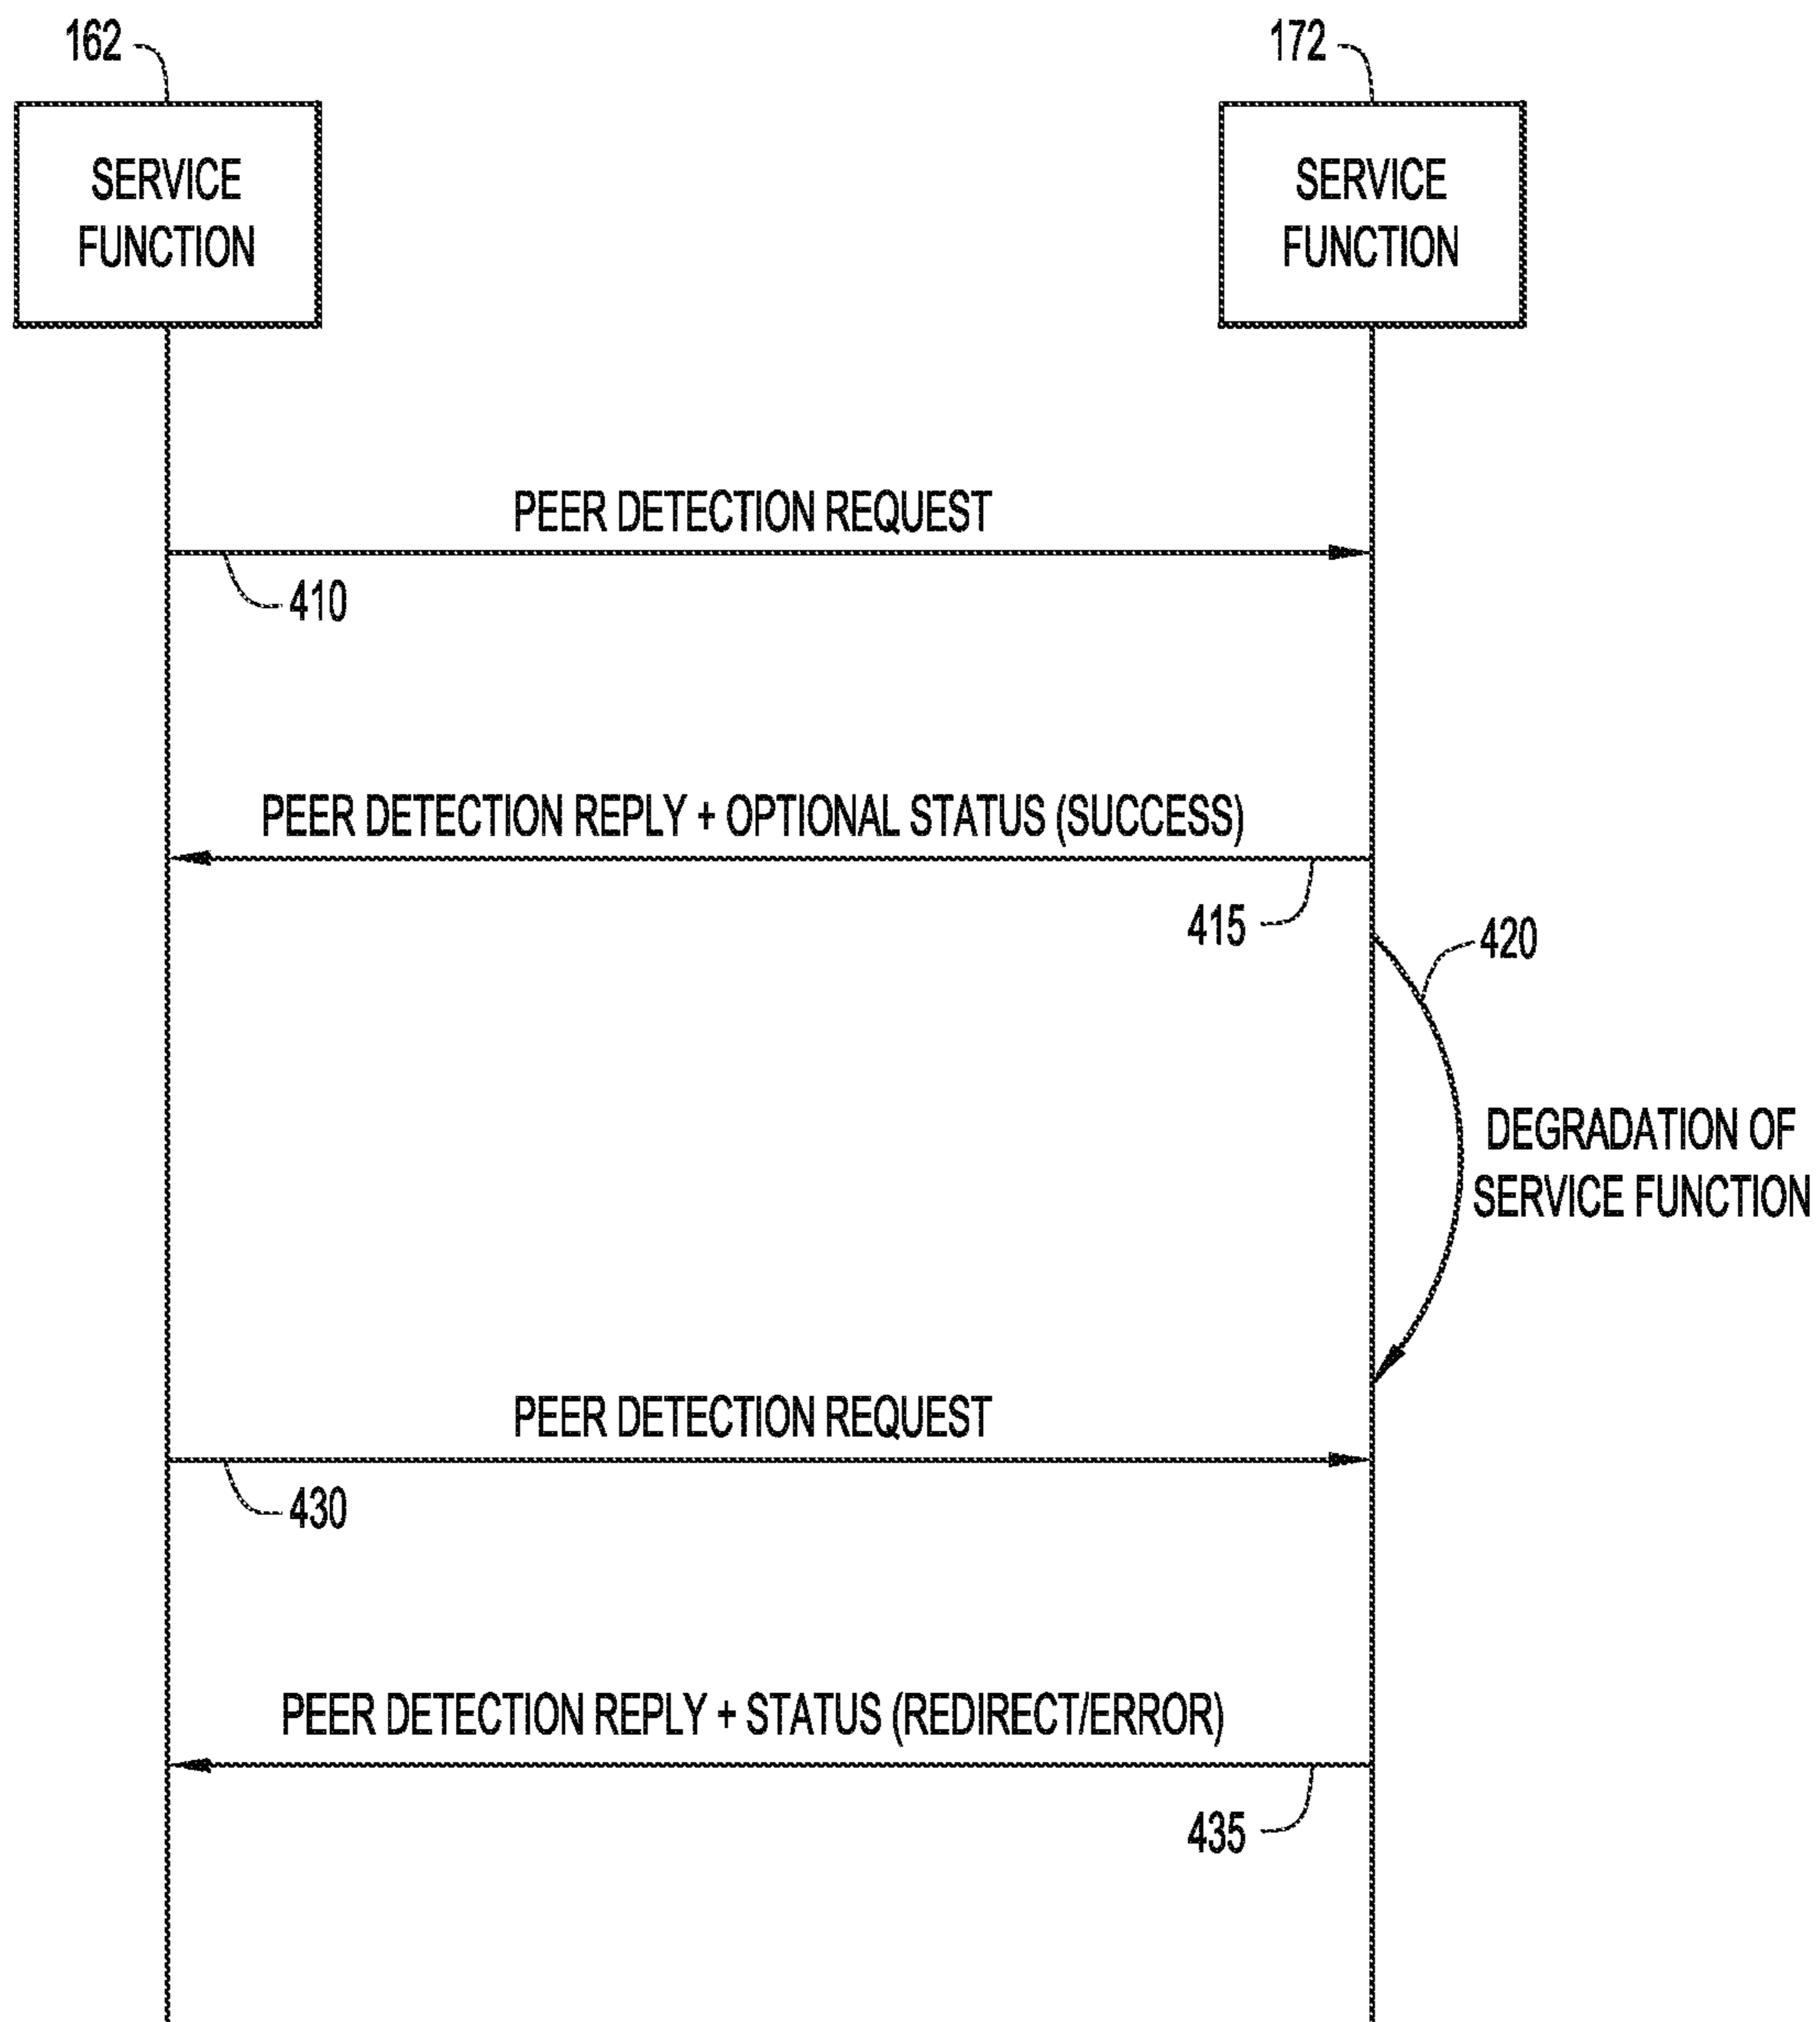 162
172
SERVICE
FUNCTION
SERVICE
FUNCTION
PEER DETECTION REQUEST
410
PEER DETECTION REPLY + OPTIONAL STATUS (SUCCESS)
415
420
DEGRADATION OF
SERVICE FUNCTION
PEER DETECTION REQUEST
430
PEER DETECTION REPLY + STATUS (REDIRECT/ERROR)
435